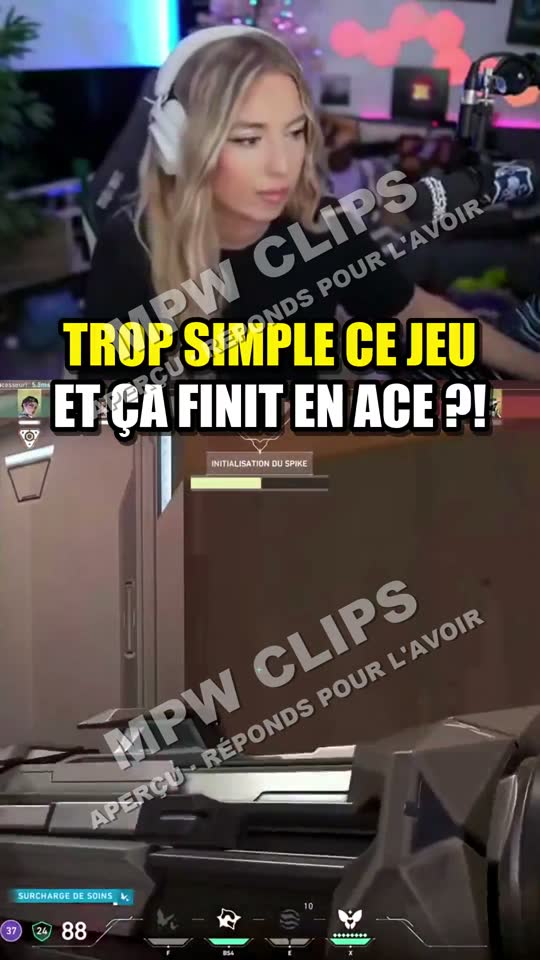 MPW CLIPS
APERÇU - RÉPONDS POUR L'AVOIR
TROP SIMPLE CE JEU
ET ÇA FINIT EN ACE ?!
INITIALISATION DU SPIKE
MPW CLIPS
APERÇU - RÉPONDS POUR L'AVOIR
SURCHARGE DE SOINS
10
37
24
88
F
E
X